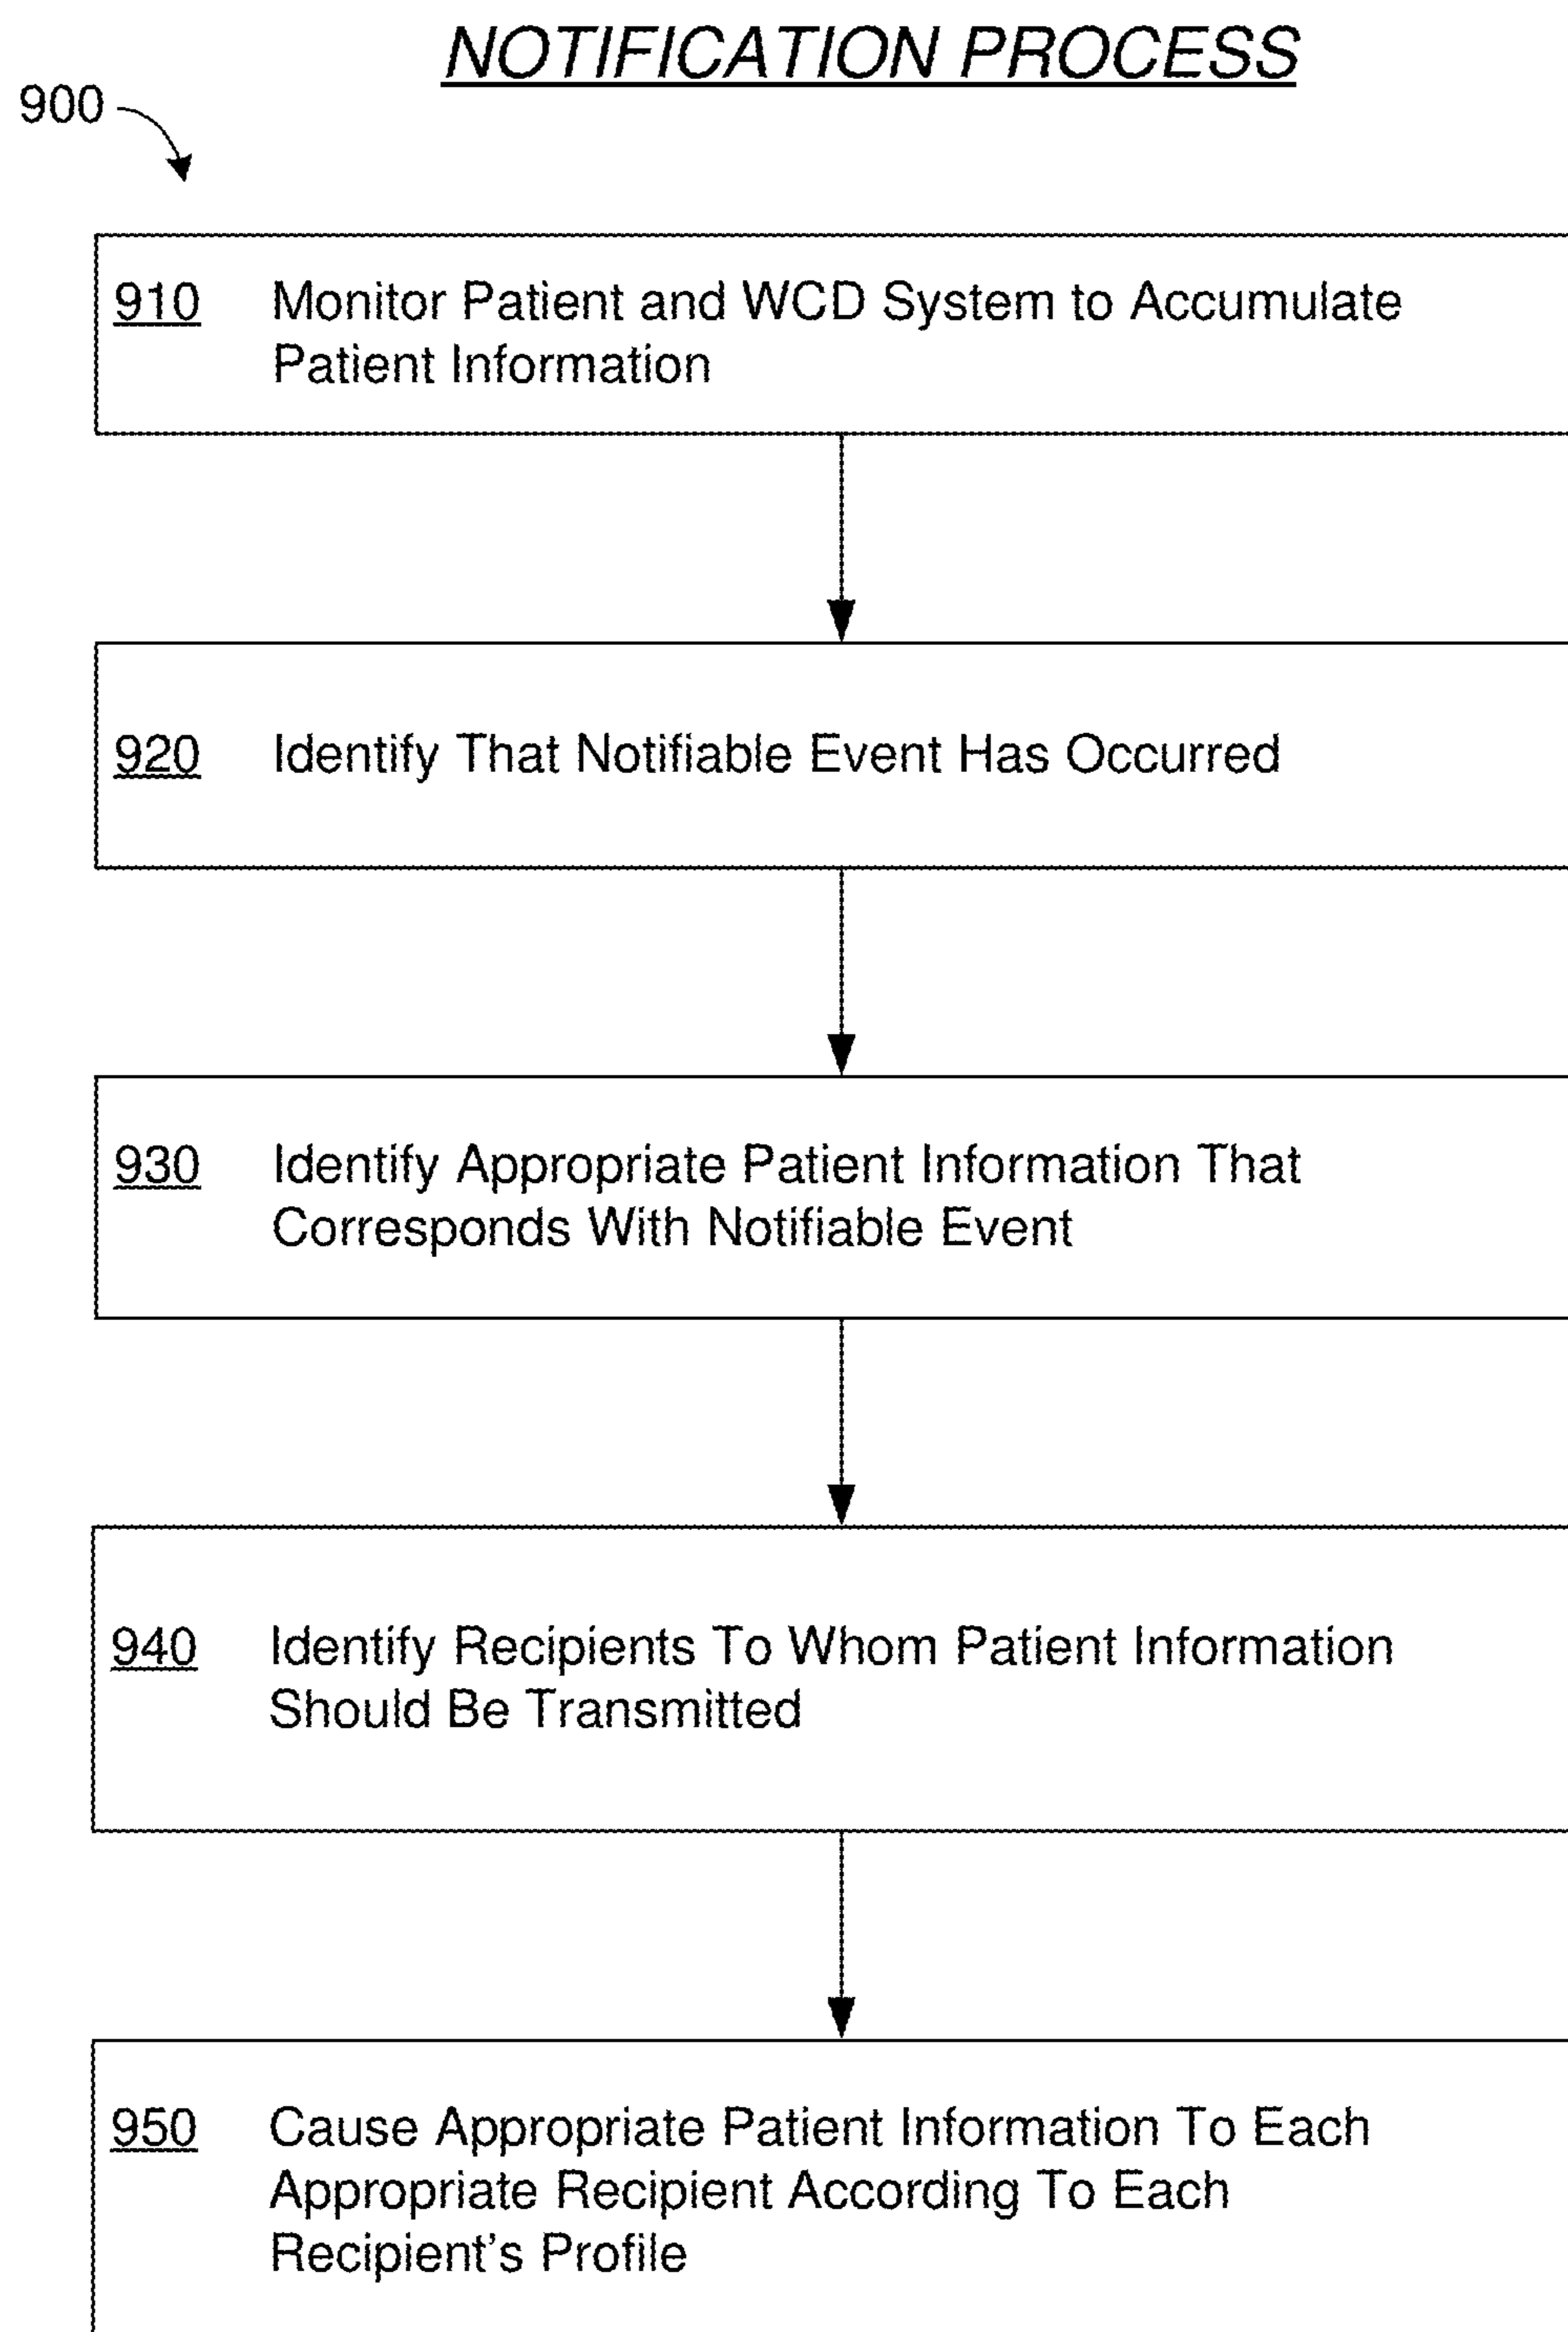 NOTIFICATION PROCESS
900
910 Monitor Patient and WCD System to Accumulate
Patient Information
920 Identify That Notifiable Event Has Occurred
930 Identify Appropriate Patient Information That
Corresponds With Notifiable Event
940 Identify Recipients To Whom Patient Information
Should Be Transmitted
950 Cause Appropriate Patient Information To Each
Appropriate Recipient According To Each
Recipient's Profile